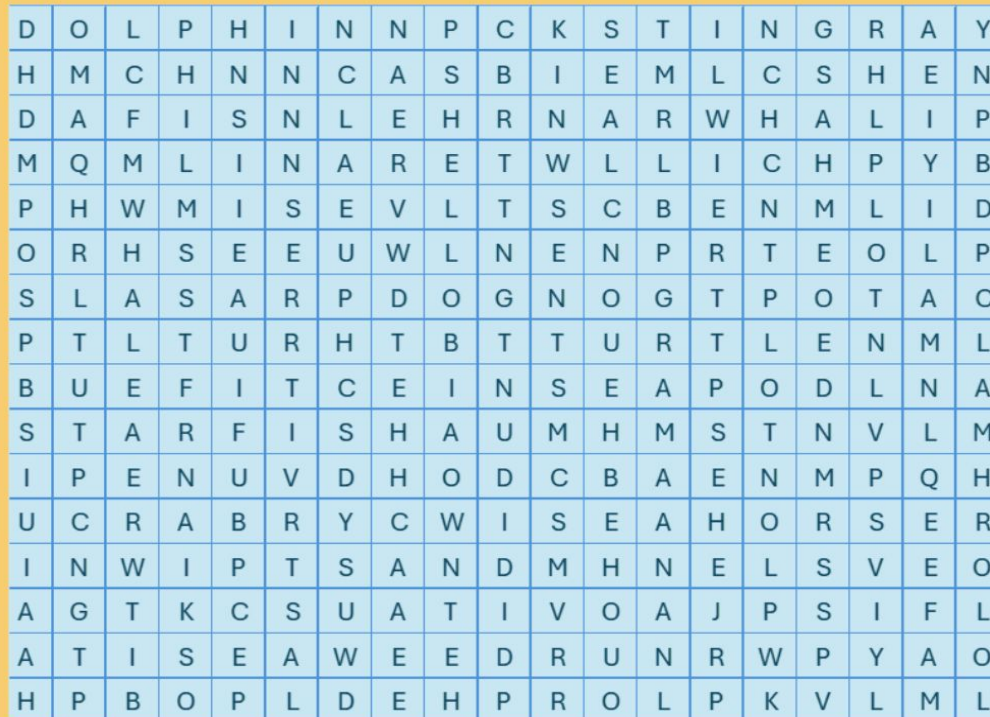 D O L P H I N N P C K S T I N G R A Y
H M C H N N C A S B I E M L C S H E N
D A F I S N L E H R N A R W H A L I P
M Q M L I N A R E T W L L I C H P Y B
P H W M I S E V L T S C B E N M L I D
O R H S E E U W L N E N P R T E O L P
S L A S A R P D O G N O G T P O T A C
P T L T U R H T B T T U R T L E N M L
B U E F I T C E I N S E A P O D L N A
S T A R F I S H A U M H M S T N V L M
I P E N U V D H O D C B A E N M P Q H
U C R A B R Y C W I S E A H O R S E R
I N W I P T S A N D M H N E L S V E O
A G T K C S U A T I V O A J P S I F L
A T I S E A W E E D R U N R W P Y A O
H P B O P L D E H P R O L P K V L M L